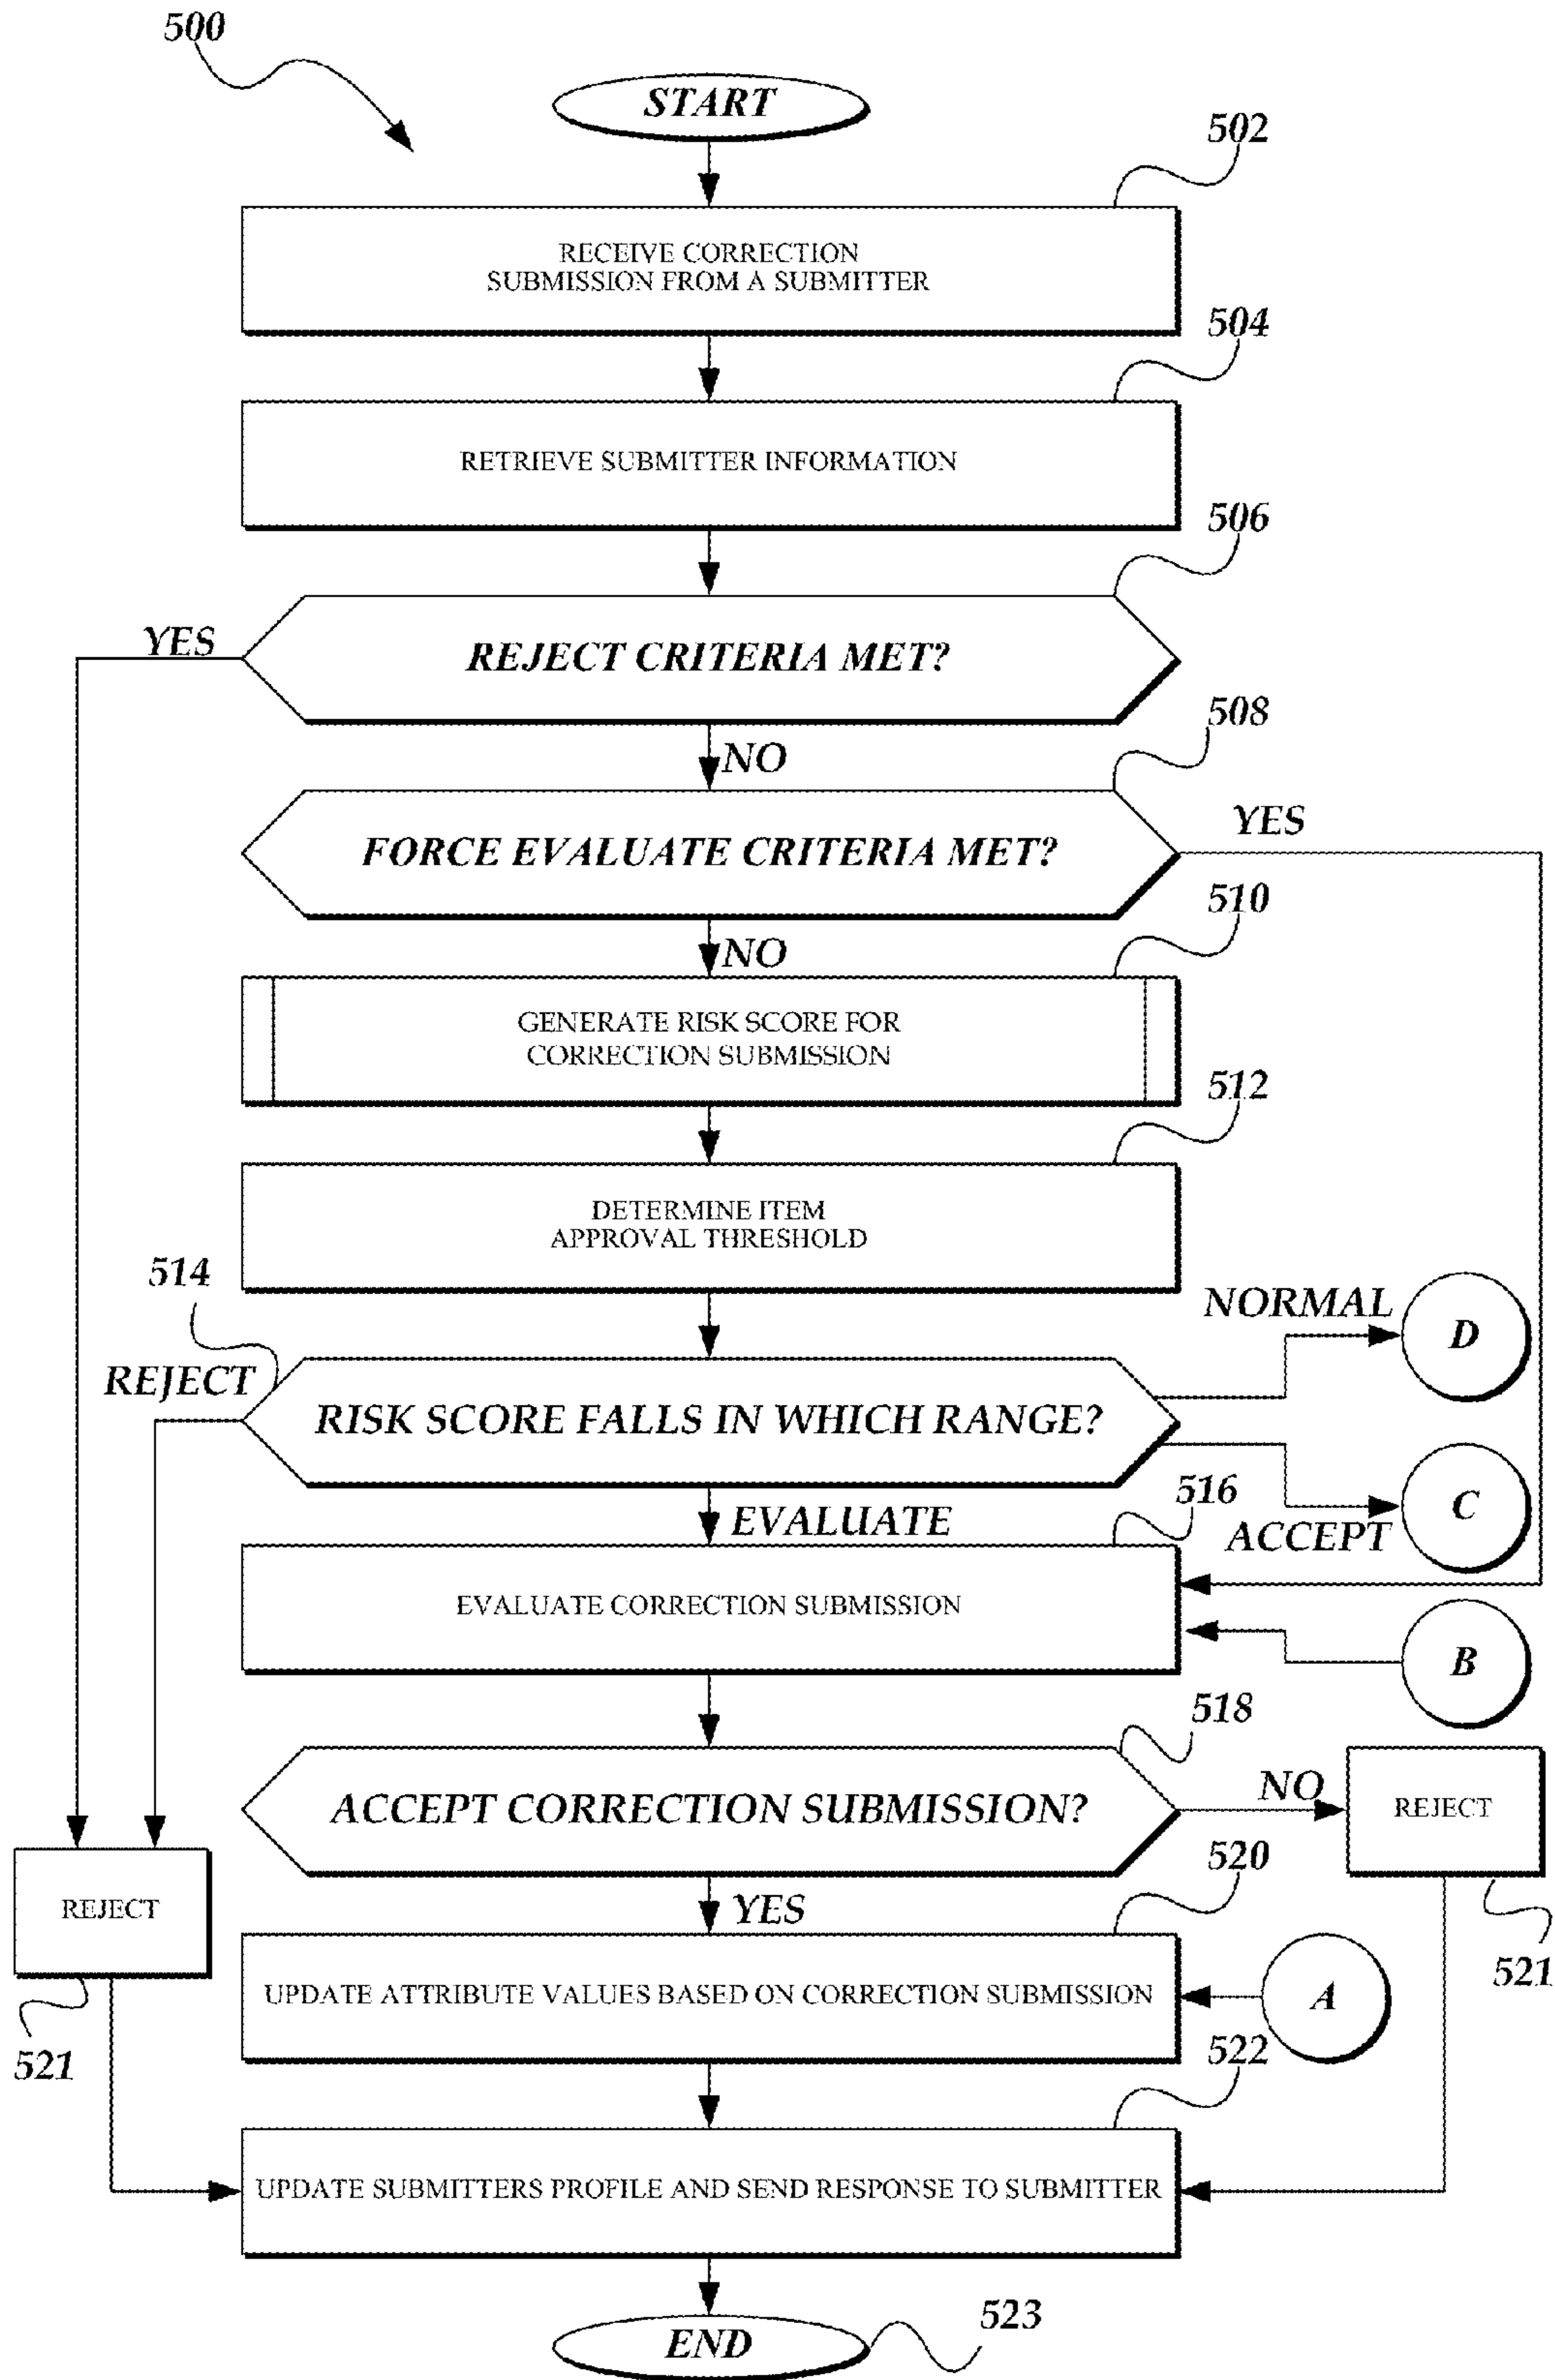 500
START
502
RECEIVE CORRECTION
SUBMISSION FROM A SUBMITTER
504
RETRIEVE SUBMITTER INFORMATION
506
YES
REJECT CRITERIA MET?
508
NO
YES
FORCE EVALUATE CRITERIA MET?
510
NO
GENERATE RISK SCORE FOR
CORRECTION SUBMISSION
512
DETERMINE ITEM
APPROVAL THRESHOLD
514
NORMAL
D
REJECT
RISK SCORE FALLS IN WHICH RANGE?
516
C
EVALUATE
ACCEPT
EVALUATE CORRECTION SUBMISSION
B
518
NO
ACCEPT CORRECTION SUBMISSION?
REJECT
520
REJECT
YES
521
UPDATE ATTRIBUTE VALUES BASED ON CORRECTION SUBMISSION
A
522
521
UPDATE SUBMITTERS PROFILE AND SEND RESPONSE TO SUBMITTER
523
END